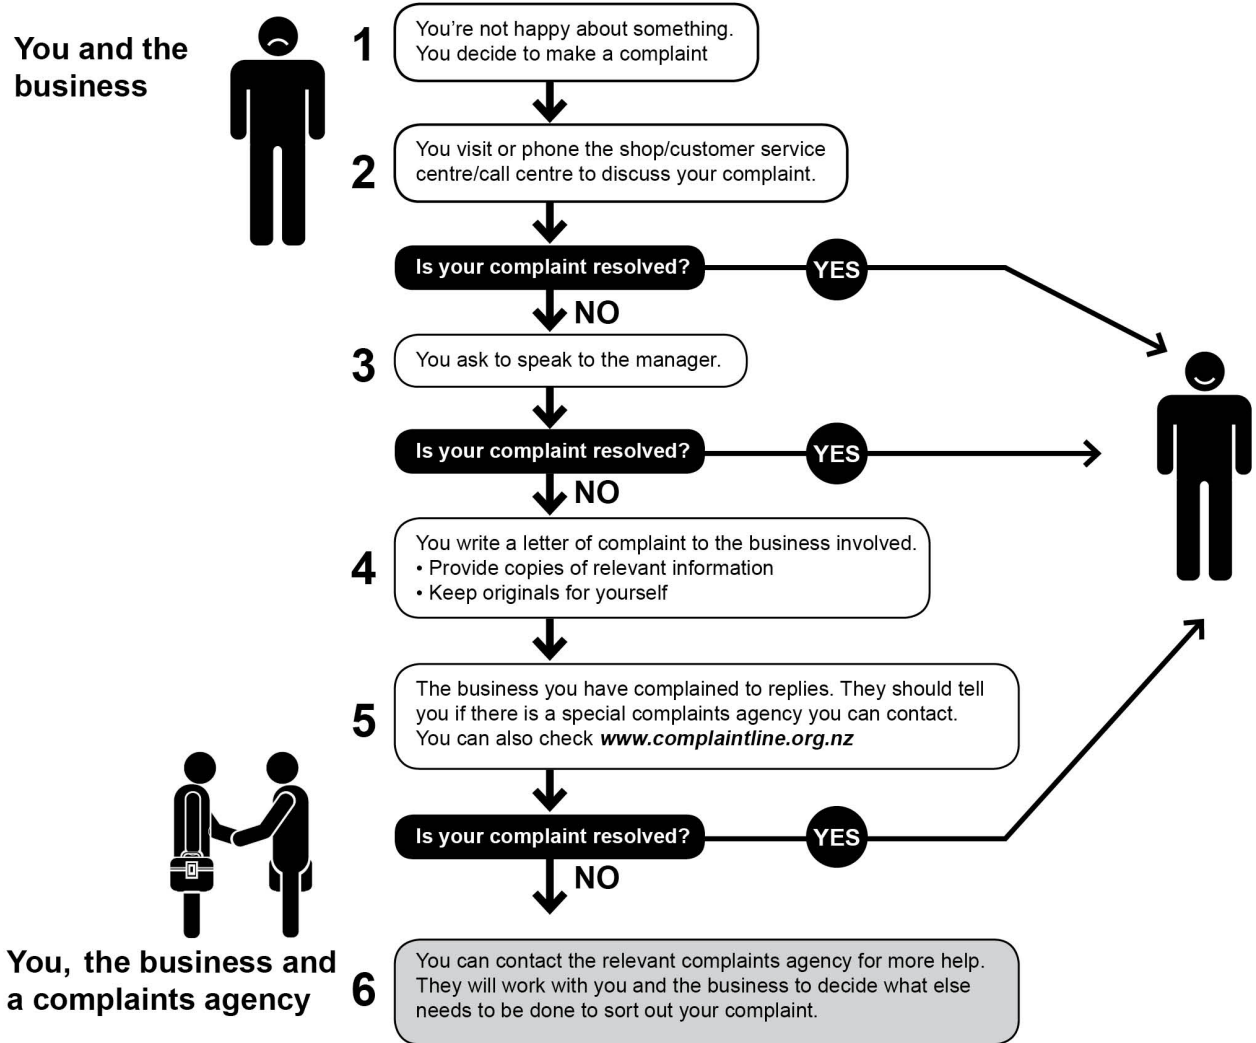 You and the
business
1
You're not happy about something.
You decide to make a complaint
2
You visit or phone the shop/customer service
centre/call centre to discuss your complaint.
Is your complaint resolved?
YES
NO
3
You ask to speak to the manager.
Is your complaint resolved?
YES
NO
4
You write a letter of complaint to the business involved.
• Provide copies of relevant information
• Keep originals for yourself
5
The business you have complained to replies. They should tell
you if there is a special complaints agency you can contact.
You can also check www.complaintline.org.nz
Is your complaint resolved?
YES
NO
You, the business and
a complaints agency
6
You can contact the relevant complaints agency for more help.
They will work with you and the business to decide what else
needs to be done to sort out your complaint.